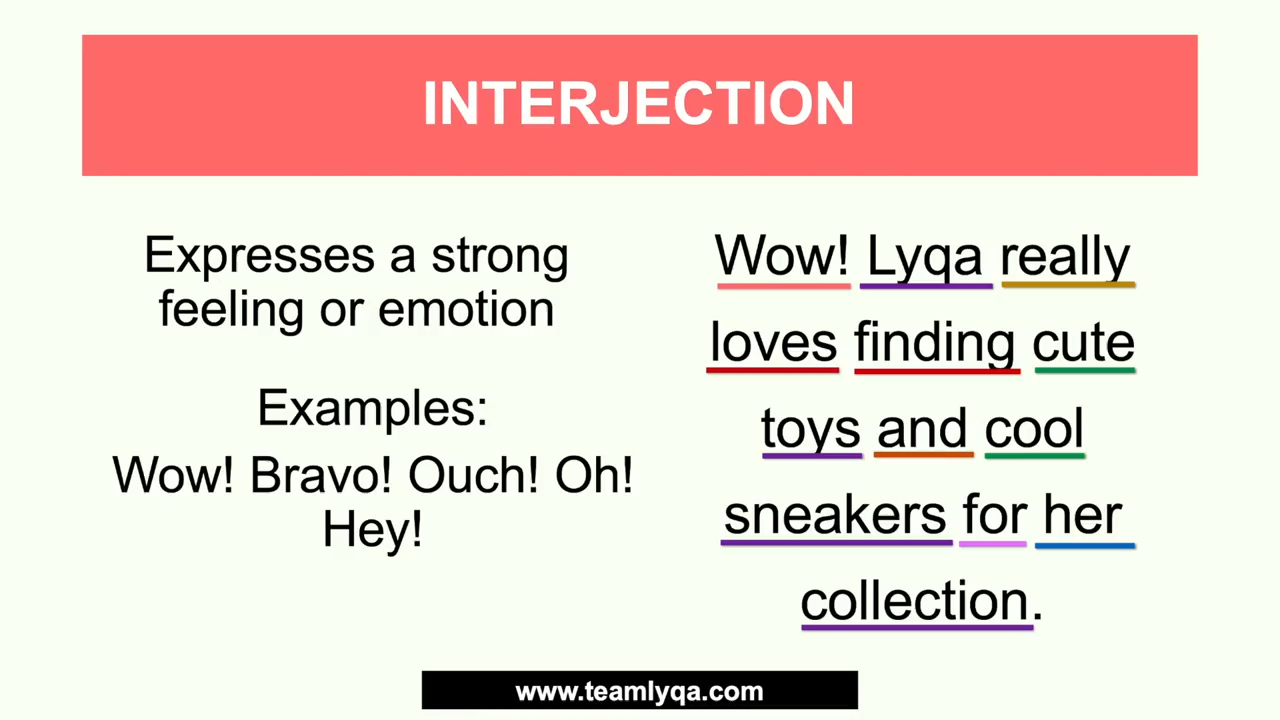 INTERJECTION
Expresses a strong
feeling or emotion
Examples:
Wow! Bravo! Ouch! Oh!
Hey!
Wow! Lyqa really
loves finding cute
toys and cool
sneakers for her
collection.
www.teamlyqa.com